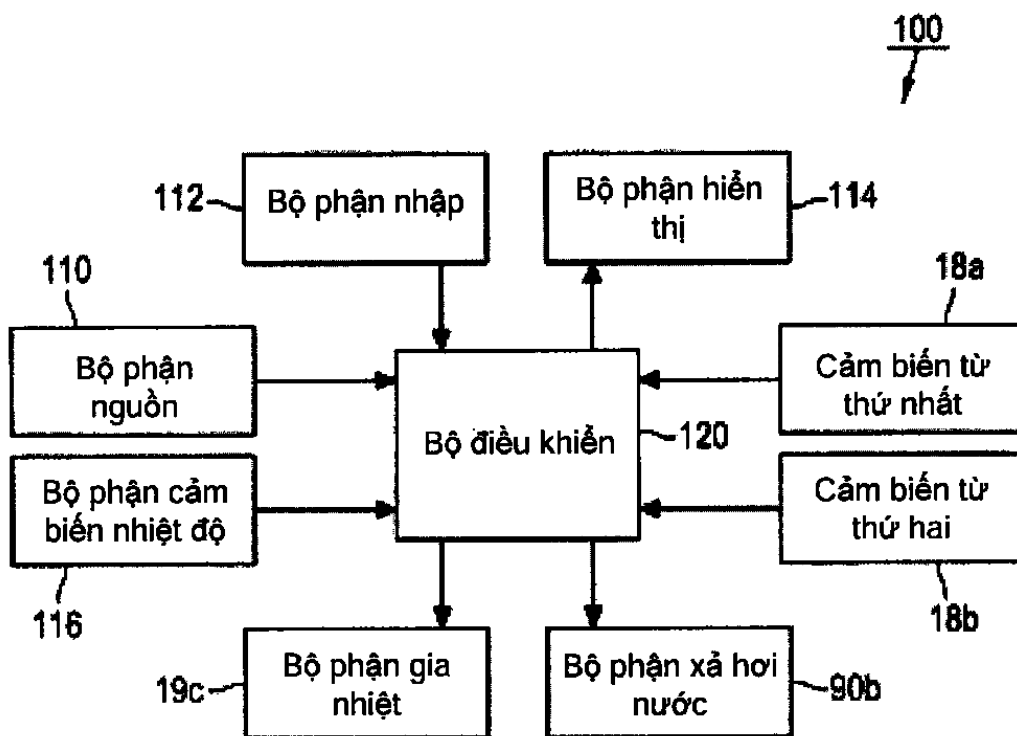 100
112
Bộ phận nhập
Bộ phận hiển
thị
114
110
Bộ phận
nguồn
18a
Cảm biến từ
thứ nhất
Bộ điều khiển
120
Bộ phận cảm
biến nhiệt độ
116
Cảm biến từ
thứ hai
18b
19c
Bộ phận gia
nhiệt
Bộ phận xả hơi
nước
90b